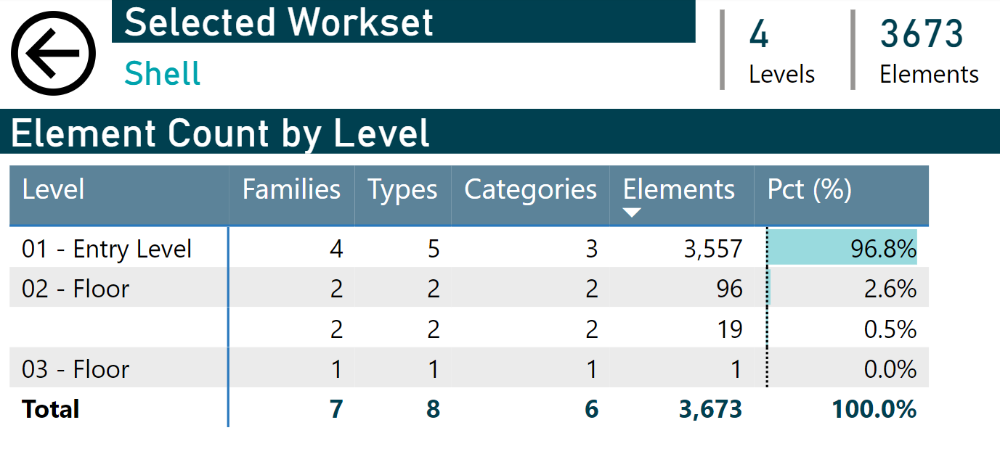 Selected Workset
Shell
4
Levels
3673
Elements
Element Count by Level
Level Families Types Categories Elements Pct (%)
01 - Entry Level 4 5 3 3,557 96.8%
02 - Floor 2 2 2 96 2.6%
2 2 2 19 0.5%
03 - Floor 1 1 1 1 0.0%
Total 7 8 6 3,673 100.0%